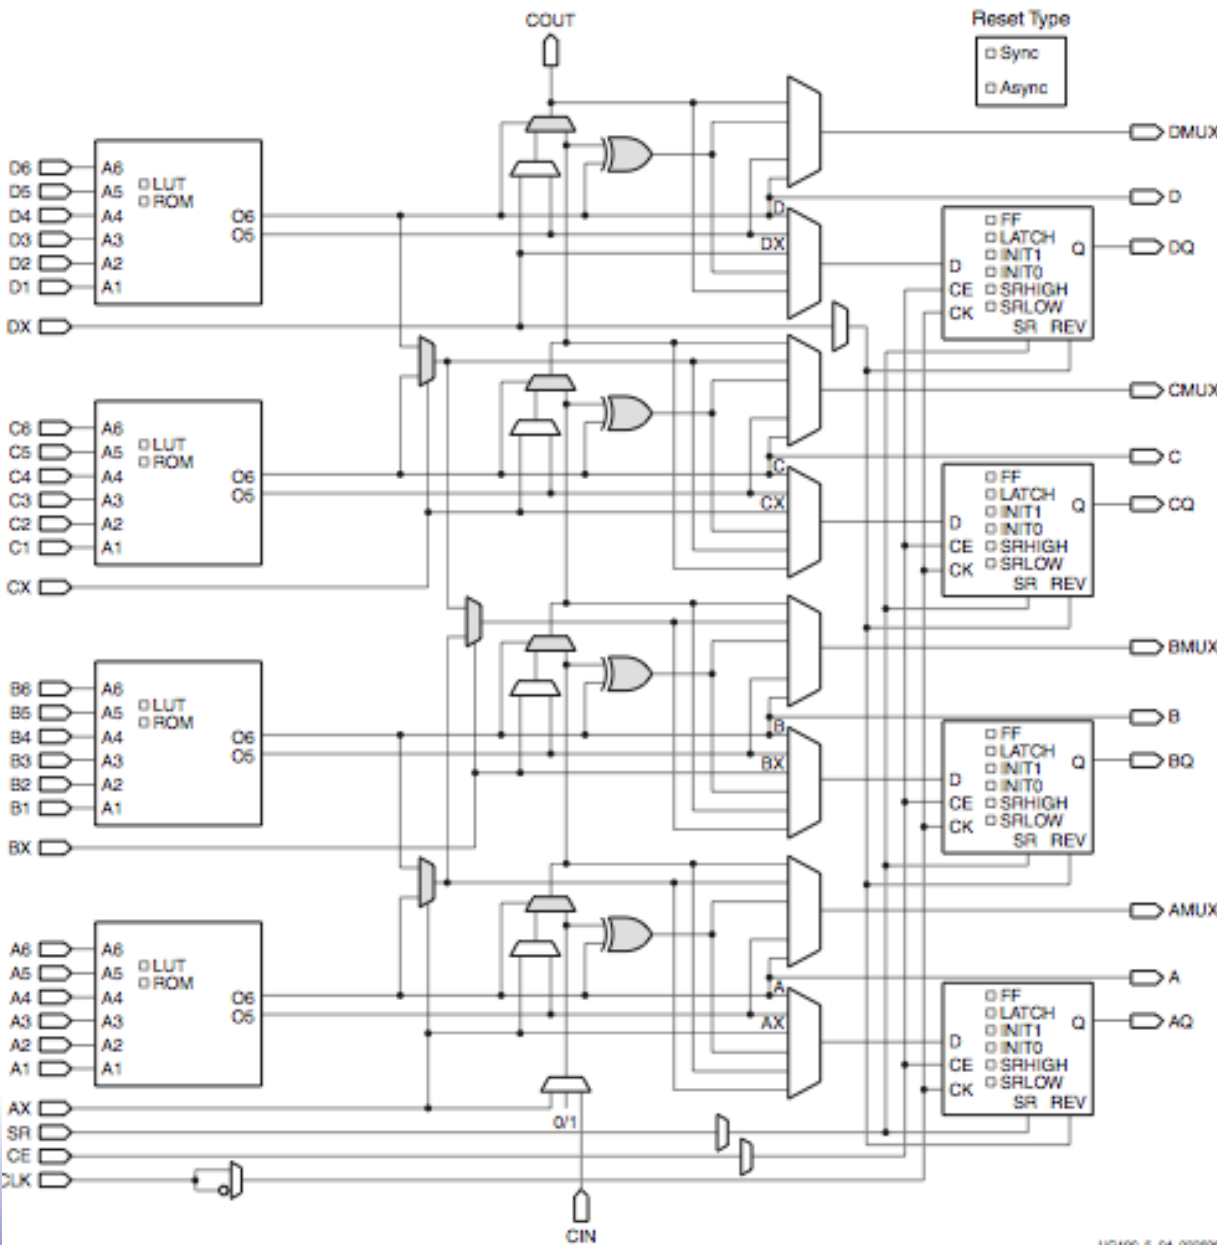 COUT
Reset Type
Sync
Async
DMUX
D6 A6
D5 A5
D4 A4
D3 A3
D2 A2
D1 A1
LUT
ROM
O6
O5
DX
D
DX
D
DQ
FF
LATCH
INIT1
INIT0
SRHIGH
SRLOW
D
CE
CK
Q
SR REV
CMUX
C6 A6
C5 A5
C4 A4
C3 A3
C2 A2
C1 A1
LUT
ROM
O6
O5
CX
C
CX
C
CQ
FF
LATCH
INIT1
INIT0
SRHIGH
SRLOW
D
CE
CK
Q
SR REV
BMUX
B6 A6
B5 A5
B4 A4
B3 A3
B2 A2
B1 A1
LUT
ROM
O6
O5
BX
B
BX
B
BQ
FF
LATCH
INIT1
INIT0
SRHIGH
SRLOW
D
CE
CK
Q
SR REV
AMUX
A6 A6
A5 A5
A4 A4
A3 A3
A2 A2
A1 A1
LUT
ROM
O6
O5
A
AX
A
AQ
FF
LATCH
INIT1
INIT0
SRHIGH
SRLOW
D
CE
CK
Q
SR REV
AX
0/1
SR
CE
CLK
CIN